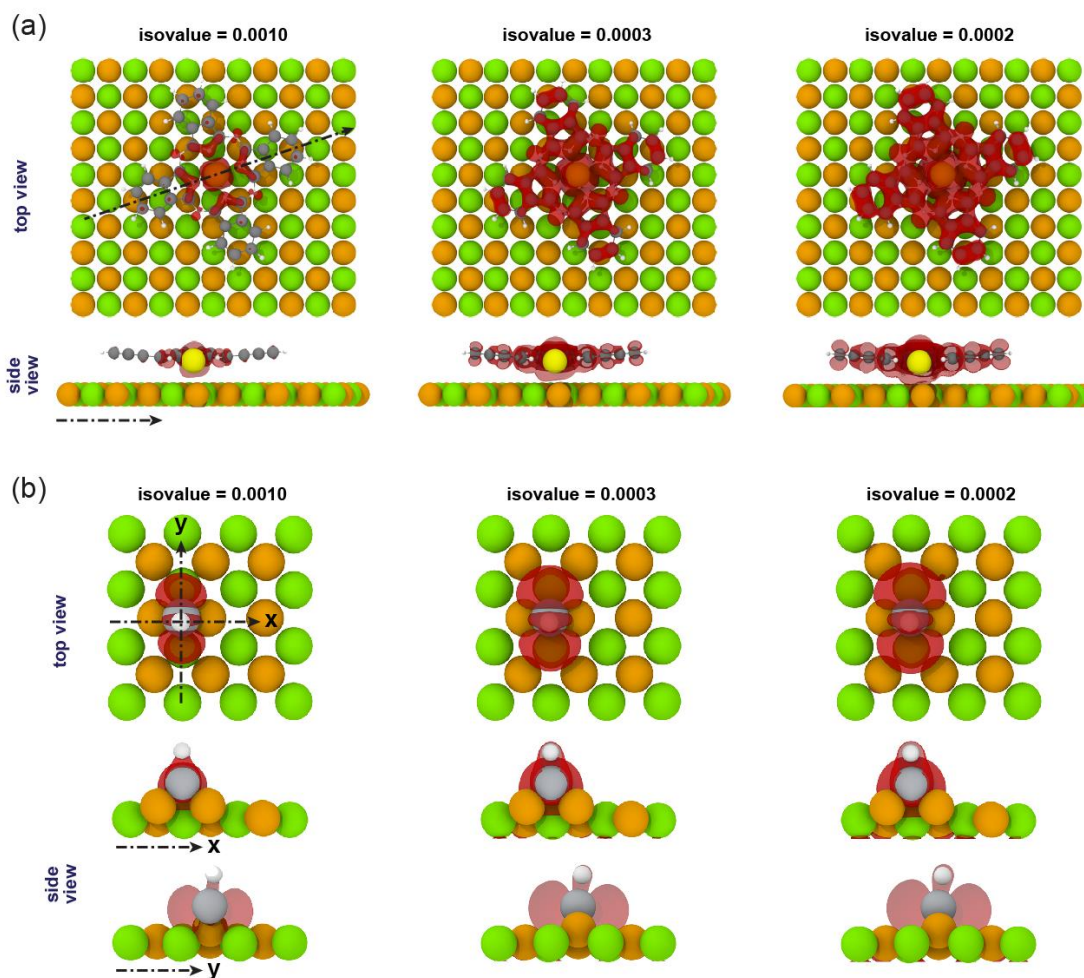 (a)
isovalue = 0.0010
isovalue = 0.0003
isovalue = 0.0002
top view
side view
(b)
isovalue = 0.0010
isovalue = 0.0003
isovalue = 0.0002
y
x
top view
x
side view
y